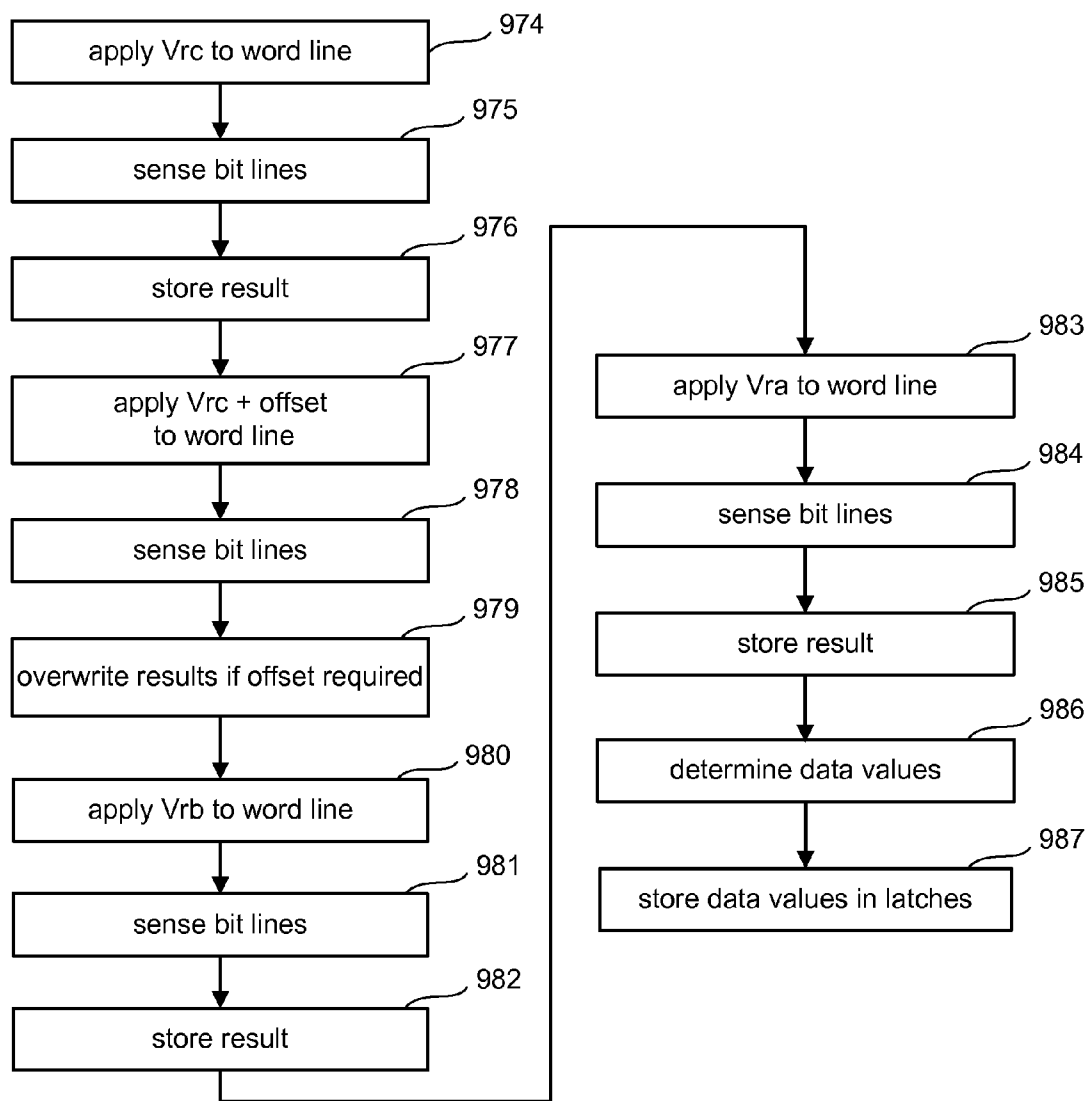 974
apply Vrc to word line
975
sense bit lines
976
store result
977
apply Vrc + offset
to word line
978
sense bit lines
979
overwrite results if offset required
980
apply Vrb to word line
981
sense bit lines
982
store result
983
apply Vra to word line
984
sense bit lines
985
store result
986
determine data values
987
store data values in latches